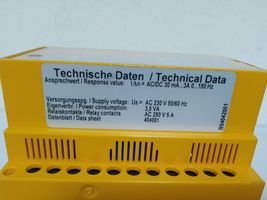 Technische Daten / Technical Data
Ansprechwert / Response value: IΔn = AC/DC 30 mA...3A 0...150 Hz
Versorgungsspg. / Supply voltage: Us = AC 230 V 50/60 Hz
Eigenverbr. / Power consumption: 3,5 VA
Relaiskontakte / Relay contacts AC 250 V 5 A
Datenblatt / Data sheet 404001
B94042001